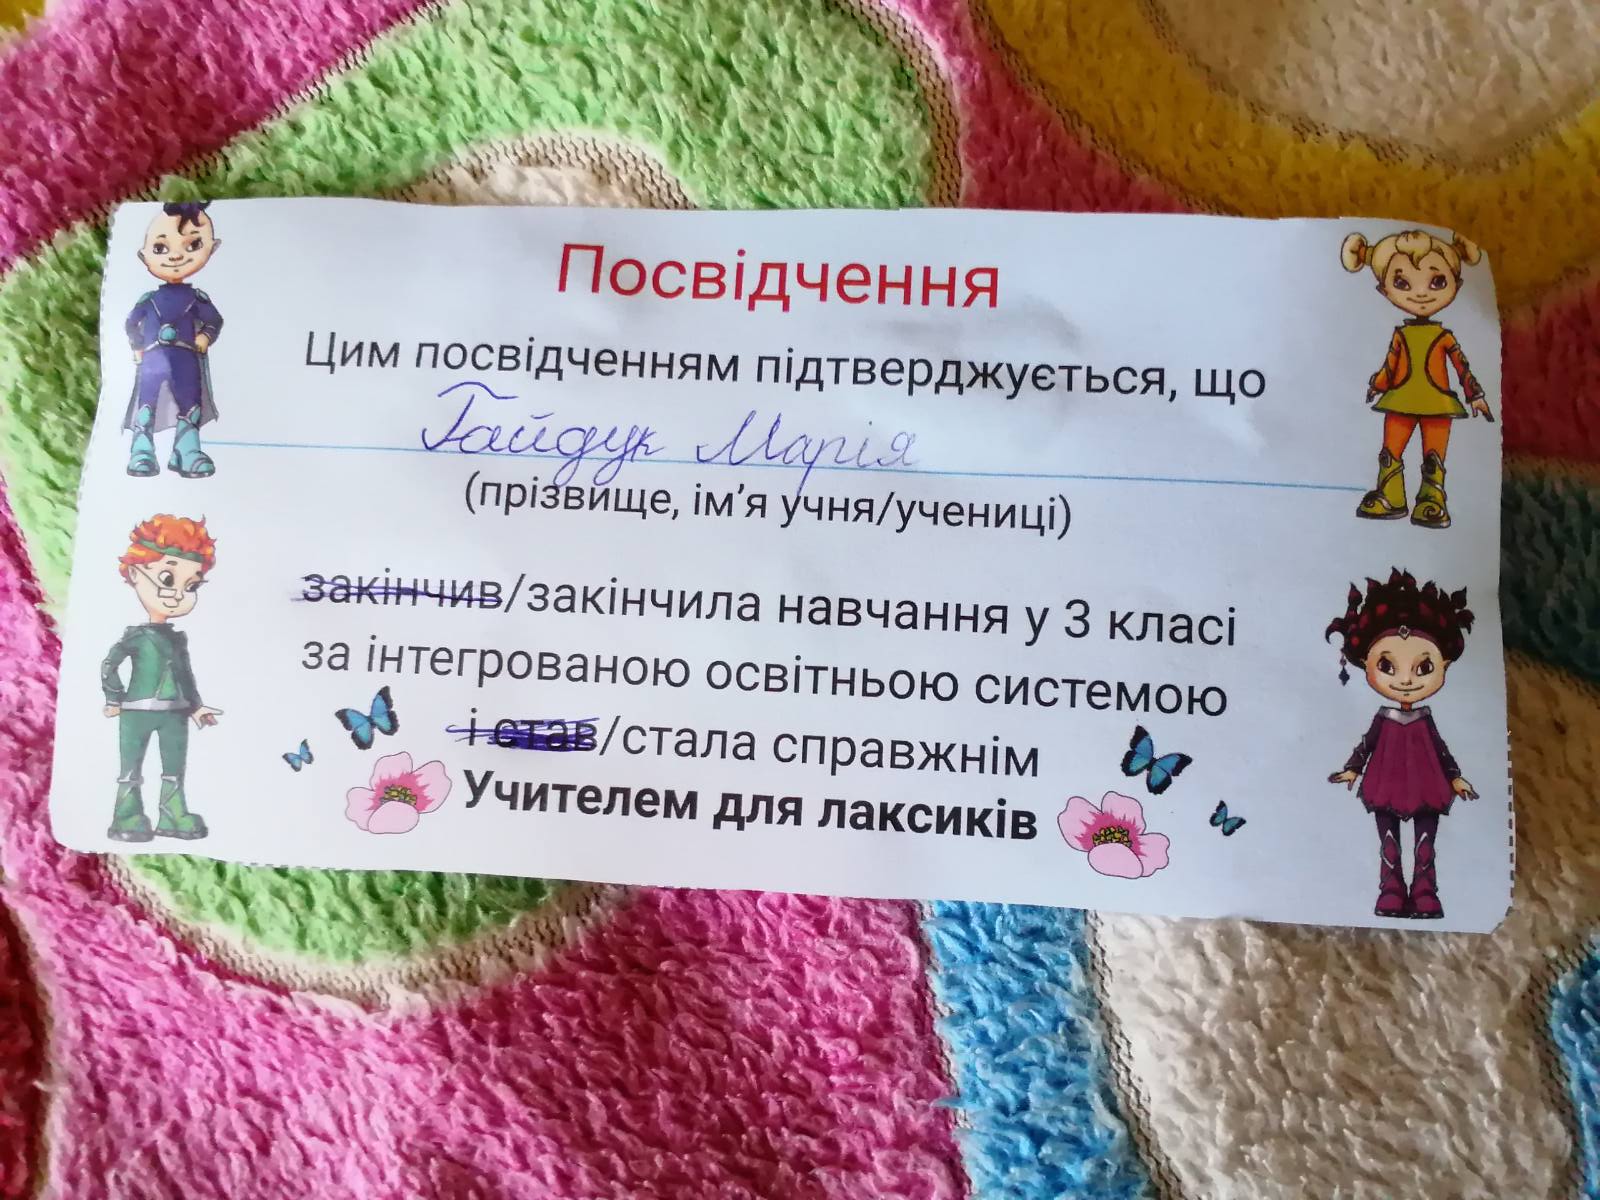 Посвідчення
Цим посвідченням підтверджується, що
Гайдук Марія
(прізвище, ім’я учня/учениці)
закінчив/закінчила навчання у 3 класі
за інтегрованою освітньою системою
і став/стала справжнім
Учителем для лаксиків